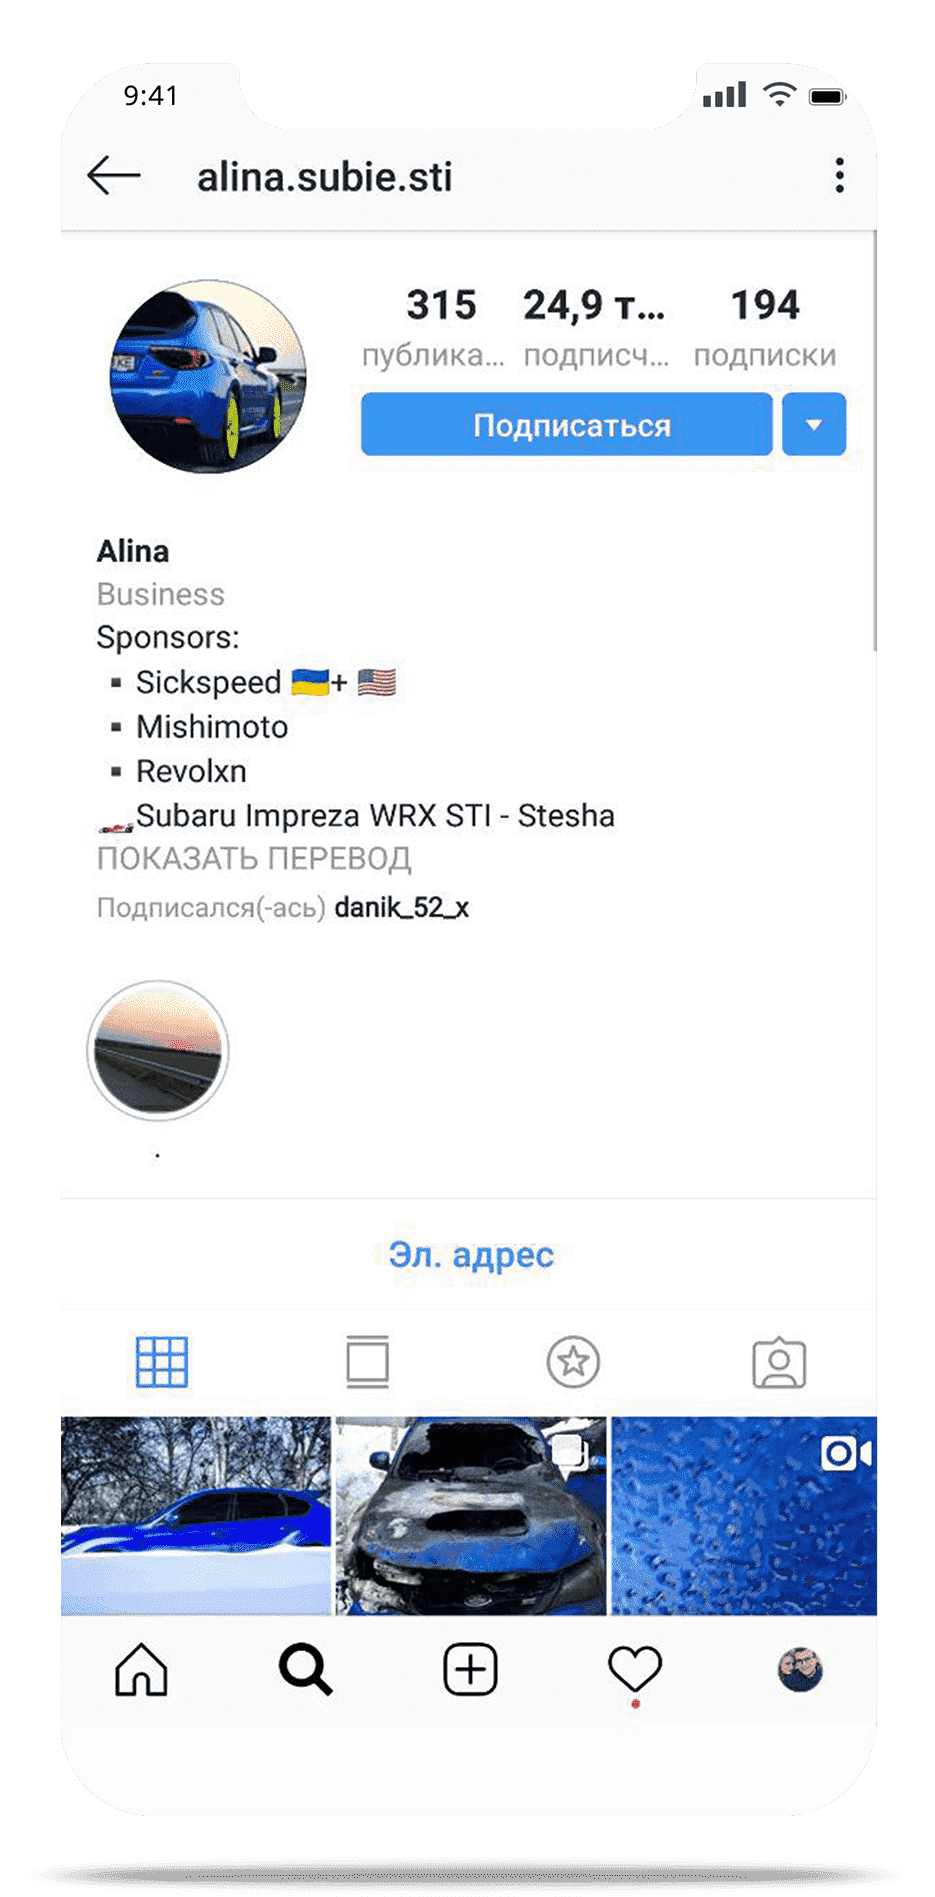 9:41
alina.subie.sti
315 24,9 т... 194
публика... подписч... подписки
Подписаться
Alina
Business
Sponsors:
▪ Sickspeed 🇺🇦+ 🇺🇸
▪ Mishimoto
▪ Revolxn
🏎Subaru Impreza WRX STI - Stesha
ПОКАЗАТЬ ПЕРЕВОД
Подписался(-ась) danik_52_x
.
Эл. адрес